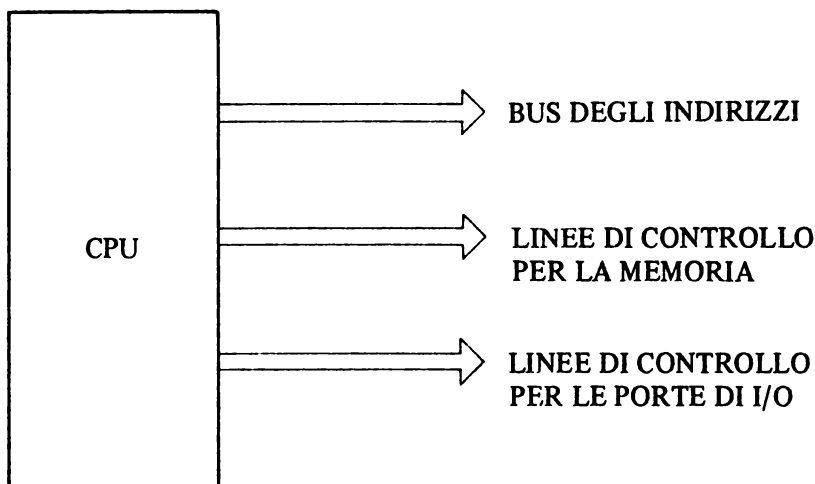 BUS DEGLI INDIRIZZI
CPU
LINEE DI CONTROLLO
PER LA MEMORIA
LINEE DI CONTROLLO
PER LE PORTE DI I/O